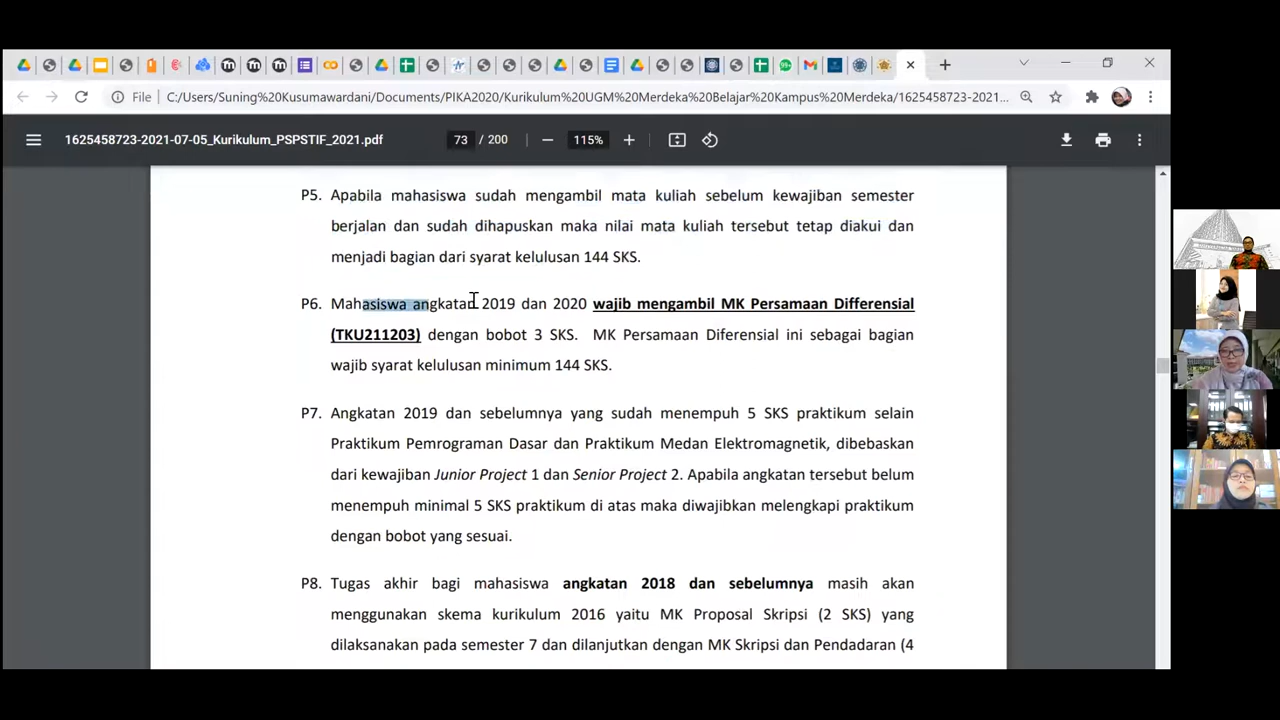 File
C:/Users/Suning%20Kusumawardani/Documents/PIKA2020/Kurikulum%20UGM%20Merdeka%20Belajar%20Kampus%20Merdeka/1625458723-2021...
1625458723-2021-07-05_Kurikulum_PSPSTIF_2021.pdf
73 / 200
115%
P5. Apabila mahasiswa sudah mengambil mata kuliah sebelum kewajiban semester
berjalan dan sudah dihapuskan maka nilai mata kuliah tersebut tetap diakui dan
menjadi bagian dari syarat kelulusan 144 SKS.
P6. Mahasiswa angkatan 2019 dan 2020 wajib mengambil MK Persamaan Differensial
(TKU211203) dengan bobot 3 SKS. MK Persamaan Diferensial ini sebagai bagian
wajib syarat kelulusan minimum 144 SKS.
P7. Angkatan 2019 dan sebelumnya yang sudah menempuh 5 SKS praktikum selain
Praktikum Pemrograman Dasar dan Praktikum Medan Elektromagnetik, dibebaskan
dari kewajiban Junior Project 1 dan Senior Project 2. Apabila angkatan tersebut belum
menempuh minimal 5 SKS praktikum di atas maka diwajibkan melengkapi praktikum
dengan bobot yang sesuai.
P8. Tugas akhir bagi mahasiswa angkatan 2018 dan sebelumnya masih akan
menggunakan skema kurikulum 2016 yaitu MK Proposal Skripsi (2 SKS) yang
dilaksanakan pada semester 7 dan dilanjutkan dengan MK Skripsi dan Pendadaran (4